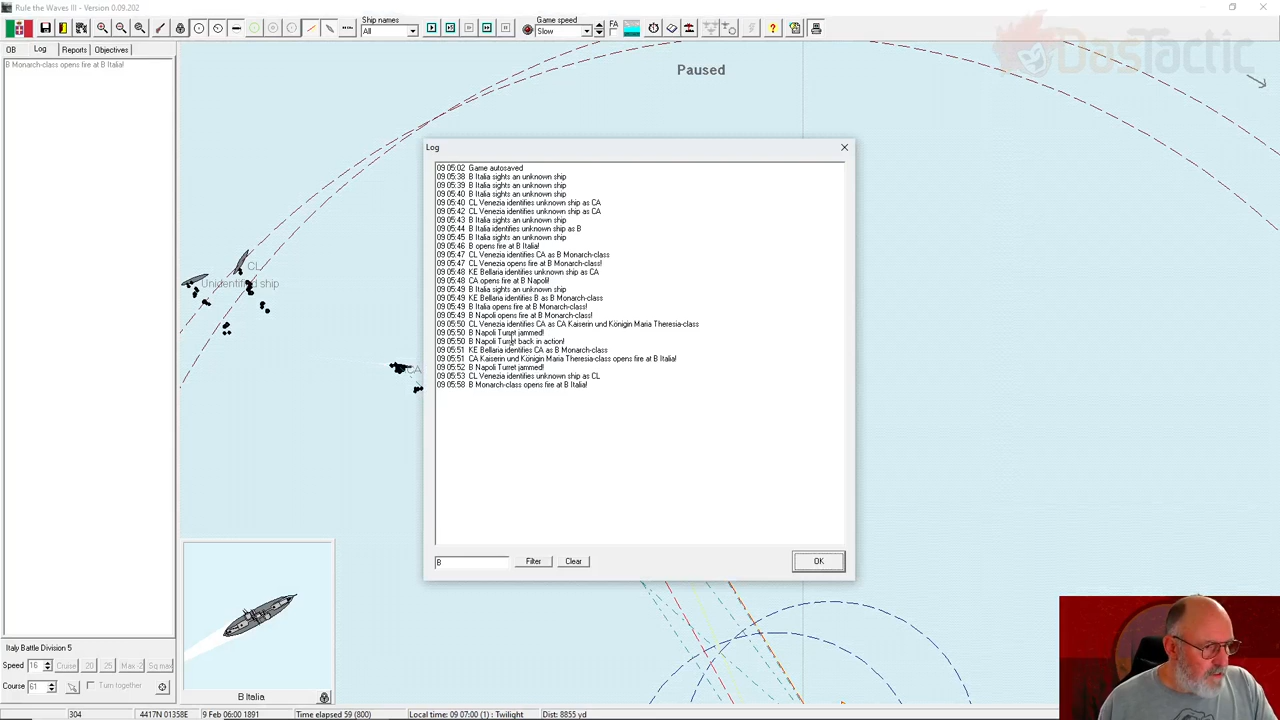 Rule the Waves III - Version 0.09.202
Ship names
All
Game speed
Slow
FA
OB
Log
Reports
Objectives
B Monarch-class opens fire at B Italia!
Paused
DasTactic
CL
Unidentified ship
CA
Log
09 05:02 Game autosaved
09 05:38 B Italia sights an unknown ship
09 05:39 B Italia sights an unknown ship
09 05:40 B Italia sights an unknown ship
09 05:40 CL Venezia identifies unknown ship as CA
09 05:42 CL Venezia identifies unknown ship as CA
09 05:43 B Italia sights an unknown ship
09 05:44 B Italia identifies unknown ship as B
09 05:45 B Italia sights an unknown ship
09 05:46 B opens fire at B Italia!
09 05:47 CL Venezia identifies CA as B Monarch-class
09 05:47 CL Venezia opens fire at B Monarch-class!
09 05:48 KE Bellaria identifies unknown ship as CA
09 05:48 CA opens fire at B Napoli!
09 05:49 B Italia sights an unknown ship
09 05:49 KE Bellaria identifies B as B Monarch-class
09 05:49 B Italia opens fire at B Monarch-class!
09 05:49 B Napoli opens fire at B Monarch-class!
09 05:50 CL Venezia identifies CA as CA Kaiserin und Königin Maria Theresia-class
09 05:50 B Napoli Turret jammed!
09 05:50 B Napoli Turret back in action!
09 05:51 KE Bellaria identifies CA as B Monarch-class
09 05:51 CA Kaiserin und Königin Maria Theresia-class opens fire at B Italia!
09 05:52 B Napoli Turret jammed!
09 05:53 CL Venezia identifies unknown ship as CL
09 05:58 B Monarch-class opens fire at B Italia!
B
Filter
Clear
OK
Italy Battle Division 5
Speed 16 Cruise 20 25 Max -2 Sq max
Course 61 Turn together
B Italia
304 4417N 01358E 9 Feb 06:00 1891 Time elapsed 59 (800) Local time: 09 07:00 (1) : Twilight Dist: 8855 yd